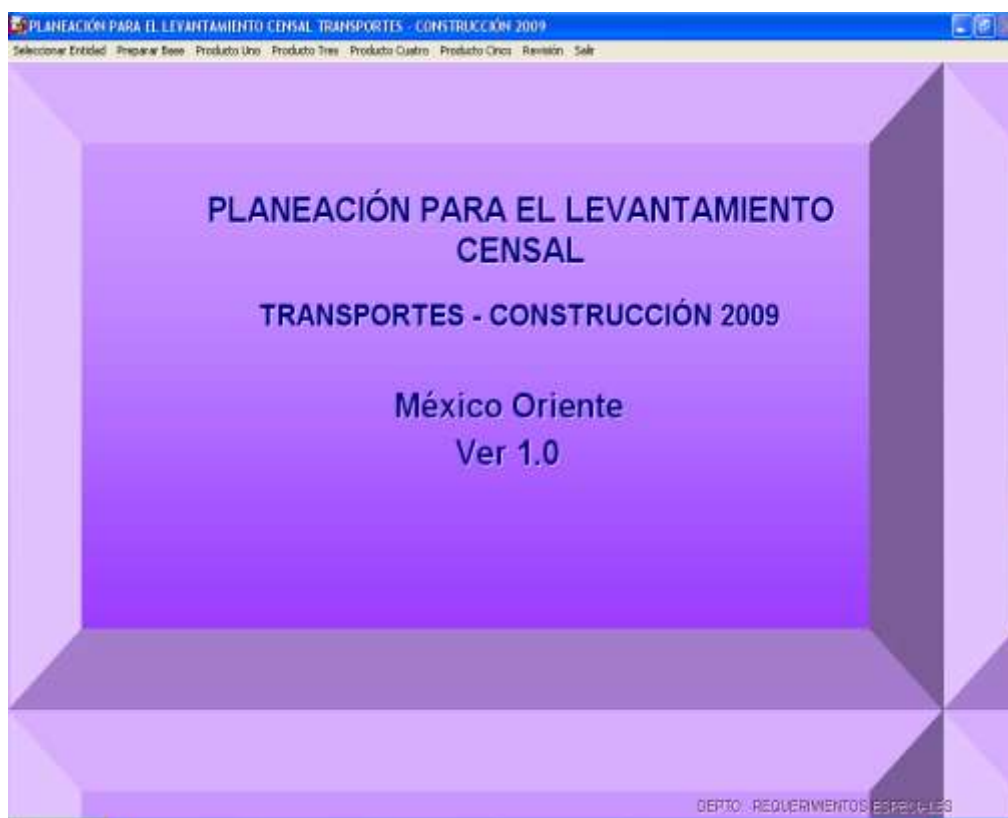 PLANEACIÓN PARA EL LEVANTAMIENTO CENSAL TRANSPORTES - CONSTRUCCIÓN 2009
Seleccionar Entidad Preparar Base Producto Uno Producto Tres Producto Cuatro Producto Cinco Revisión Salir
PLANEACIÓN PARA EL LEVANTAMIENTO
CENSAL
TRANSPORTES - CONSTRUCCIÓN 2009
México Oriente
Ver 1.0
DEPTO. REQUERIMIENTOS ESPECIALES